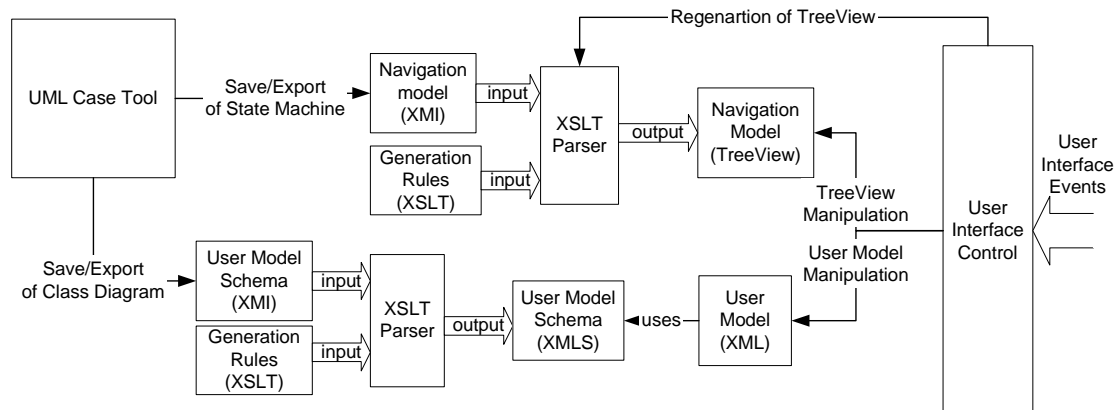 Regenartion of TreeView
UML Case Tool
Save/Export
of State Machine
Navigation
model
(XMI)
input
Generation
Rules
(XSLT)
input
XSLT
Parser
output
Navigation
Model
(TreeView)
TreeView
Manipulation
User Model
Manipulation
User
Interface
Control
User
Interface
Events
Save/Export
of Class Diagram
User Model
Schema
(XMI)
input
Generation
Rules
(XSLT)
input
XSLT
Parser
output
User Model
Schema
(XMLS)
uses
User
Model
(XML)